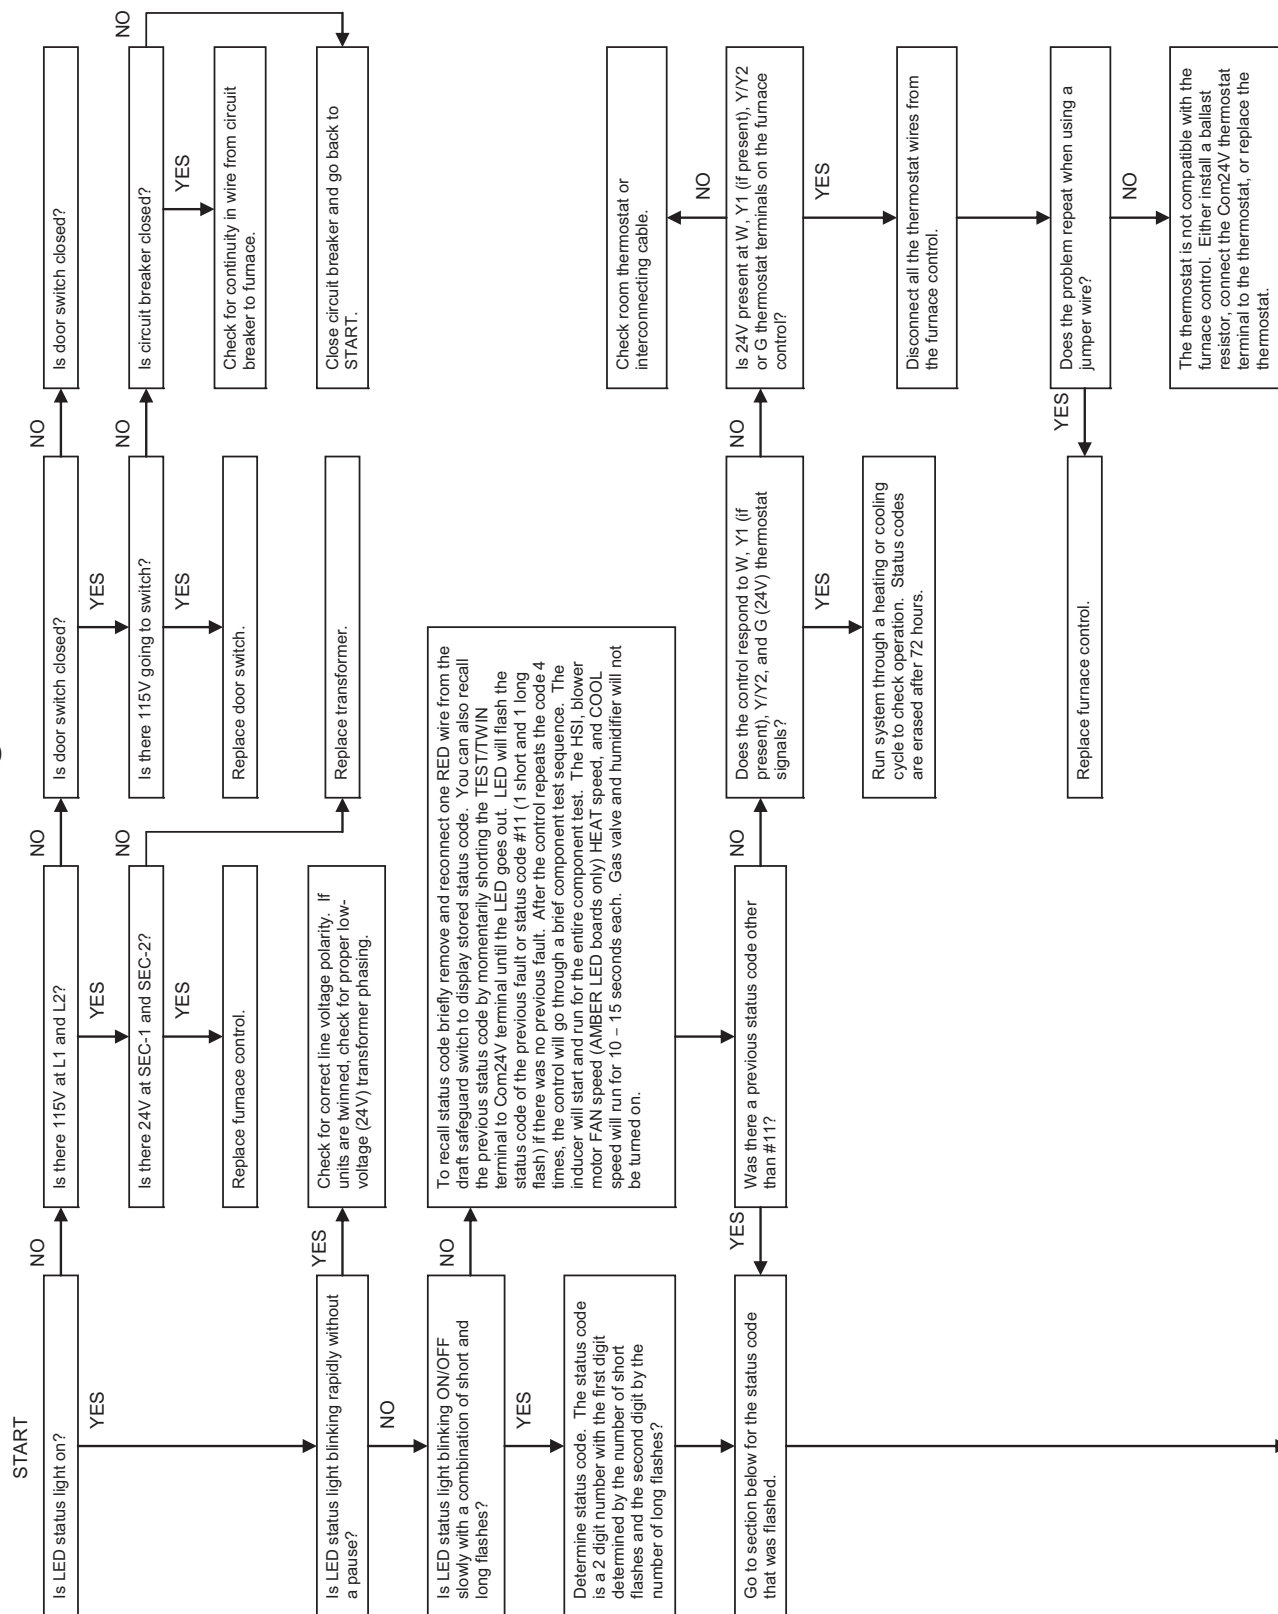 START
Is LED status light on?
NO
YES
Is there 115V at L1 and L2?
NO
YES
Is door switch closed?
NO
YES
Is door switch closed?
Is there 24V at SEC-1 and SEC-2?
NO
YES
Is there 115V going to switch?
NO
YES
Is circuit breaker closed?
NO
YES
Replace furnace control.
Replace door switch.
Check for continuity in wire from circuit
breaker to furnace.
Is LED status light blinking rapidly without
a pause?
YES
NO
Check for correct line voltage polarity.  If
units are twinned, check for proper low-
voltage (24V) transformer phasing.
Replace transformer.
Close circuit breaker and go back to
START.
Is LED status light blinking ON/OFF
slowly with a combination of short and
long flashes?
NO
YES
To recall status code briefly remove and reconnect one RED wire from the
draft safeguard switch to display stored status code.  You can also recall
the previous status code by momentarily shorting the TEST/TWIN
terminal to Com24V terminal until the LED goes out.  LED will flash the
status code of the previous fault or status code #11 (1 short and 1 long
flash) if there was no previous fault.  After the control repeats the code 4
times, the control will go through a brief component test sequence.  The
inducer will start and run for the entire component test.  The HSI, blower
motor FAN speed (AMBER LED boards only) HEAT speed, and COOL
speed will run for 10 – 15 seconds each.  Gas valve and humidifier will not
be turned on.
Determine status code.  The status code
is a 2 digit number with the first digit
determined by the number of short
flashes and the second digit by the
number of long flashes?
Check room thermostat or
interconnecting cable.
Go to section below for the status code
that was flashed.
YES
Was there a previous status code other
than #11?
NO
Does the control respond to W, Y1 (if
present), Y/Y2, and G (24V) thermostat
signals?
NO
YES
Is 24V present at W, Y1 (if present), Y/Y2
or G thermostat terminals on the furnace
control?
NO
YES
Run system through a heating or cooling
cycle to check operation.  Status codes
are erased after 72 hours.
Disconnect all the thermostat wires from
the furnace control.
Replace furnace control.
YES
Does the problem repeat when using a
jumper wire?
NO
The thermostat is not compatible with the
furnace control.  Either install a ballast
resistor, connect the Com24V thermostat
terminal to the thermostat, or replace the
thermostat.